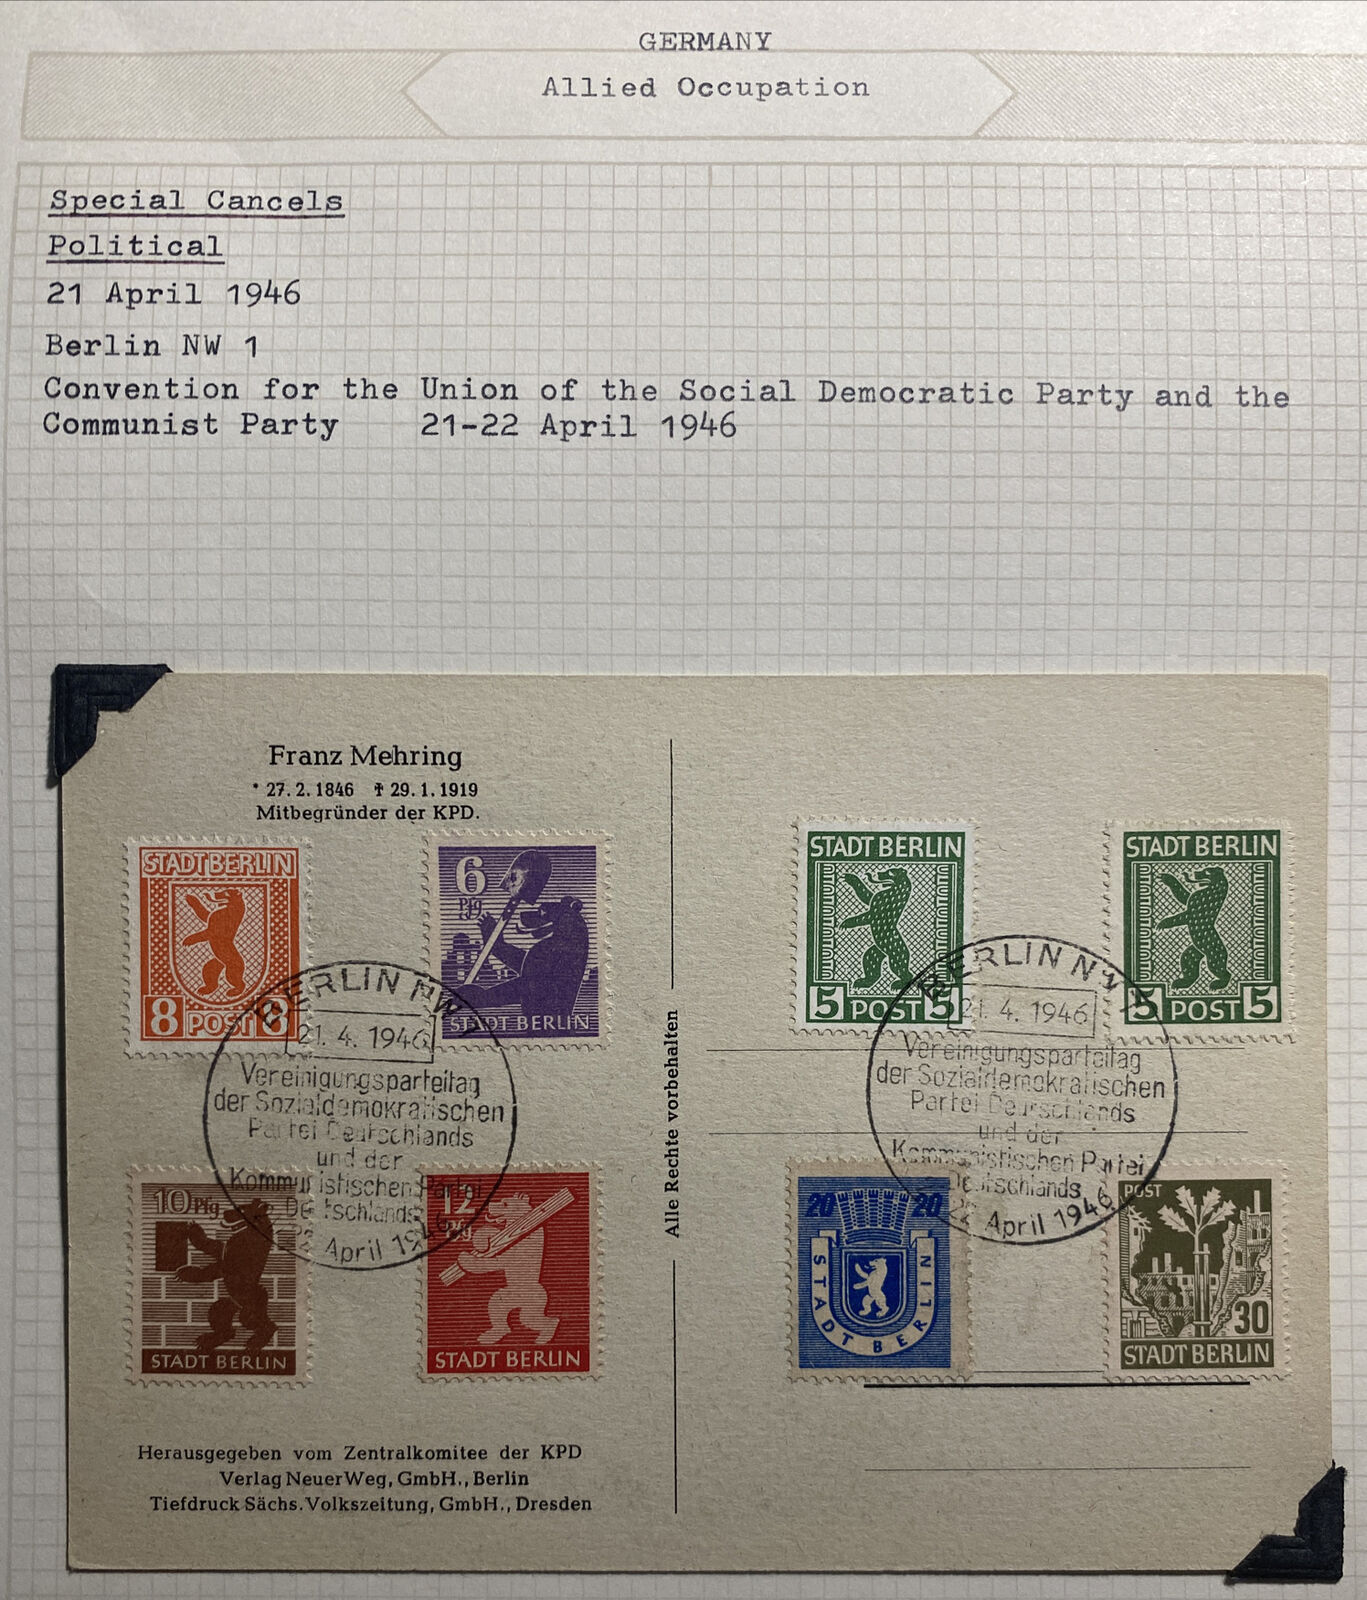 GERMANY
Allied Occupation
Special Cancels
Political
21 April 1946
Berlin NW 1
Convention for the Union of the Social Democratic Party and the
Communist Party 21-22 April 1946
Franz Mehring
* 27. 2. 1846 ✝ 29. 1. 1919
Mitbegründer der KPD.
STADT BERLIN
8 POST 8
6
Pfg
STADT BERLIN
BERLIN NW 1
21. 4. 1946
Vereinigungsparteitag
der Sozialdemokratischen
Partei Deutschlands
und der
Kommunistischen Partei
Deutschlands
April 1946
10 Pfg
STADT BERLIN
12
Pfg
STADT BERLIN
Herausgegeben vom Zentralkomitee der KPD
Verlag Neuer Weg, GmbH., Berlin
Tiefdruck Sächs. Volkszeitung, GmbH., Dresden
Alle Rechte vorbehalten
STADT BERLIN
5 POST 5
STADT BERLIN
5 POST 5
BERLIN NW 1
21. 4. 1946
Vereinigungsparteitag
der Sozialdemokratischen
Partei Deutschlands
und der
Kommunistischen Partei
Deutschlands
April 1946
20 20
STADT BERLIN
POST
30
STADT BERLIN